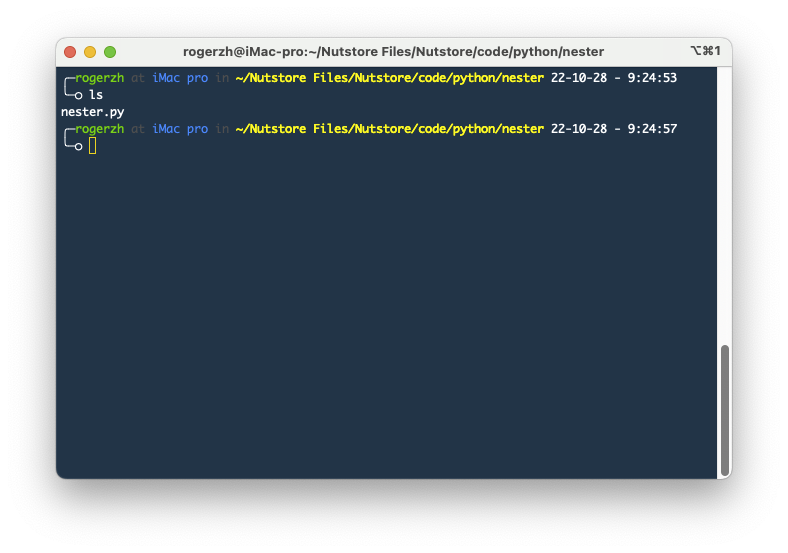 rogerzh@iMac-pro:~/Nutstore Files/Nutstore/code/python/nester ⌥⌘1
╭─rogerzh at iMac pro in ~/Nutstore Files/Nutstore/code/python/nester 22-10-28 - 9:24:53
╰─○ ls
nester.py
╭─rogerzh at iMac pro in ~/Nutstore Files/Nutstore/code/python/nester 22-10-28 - 9:24:57
╰─○